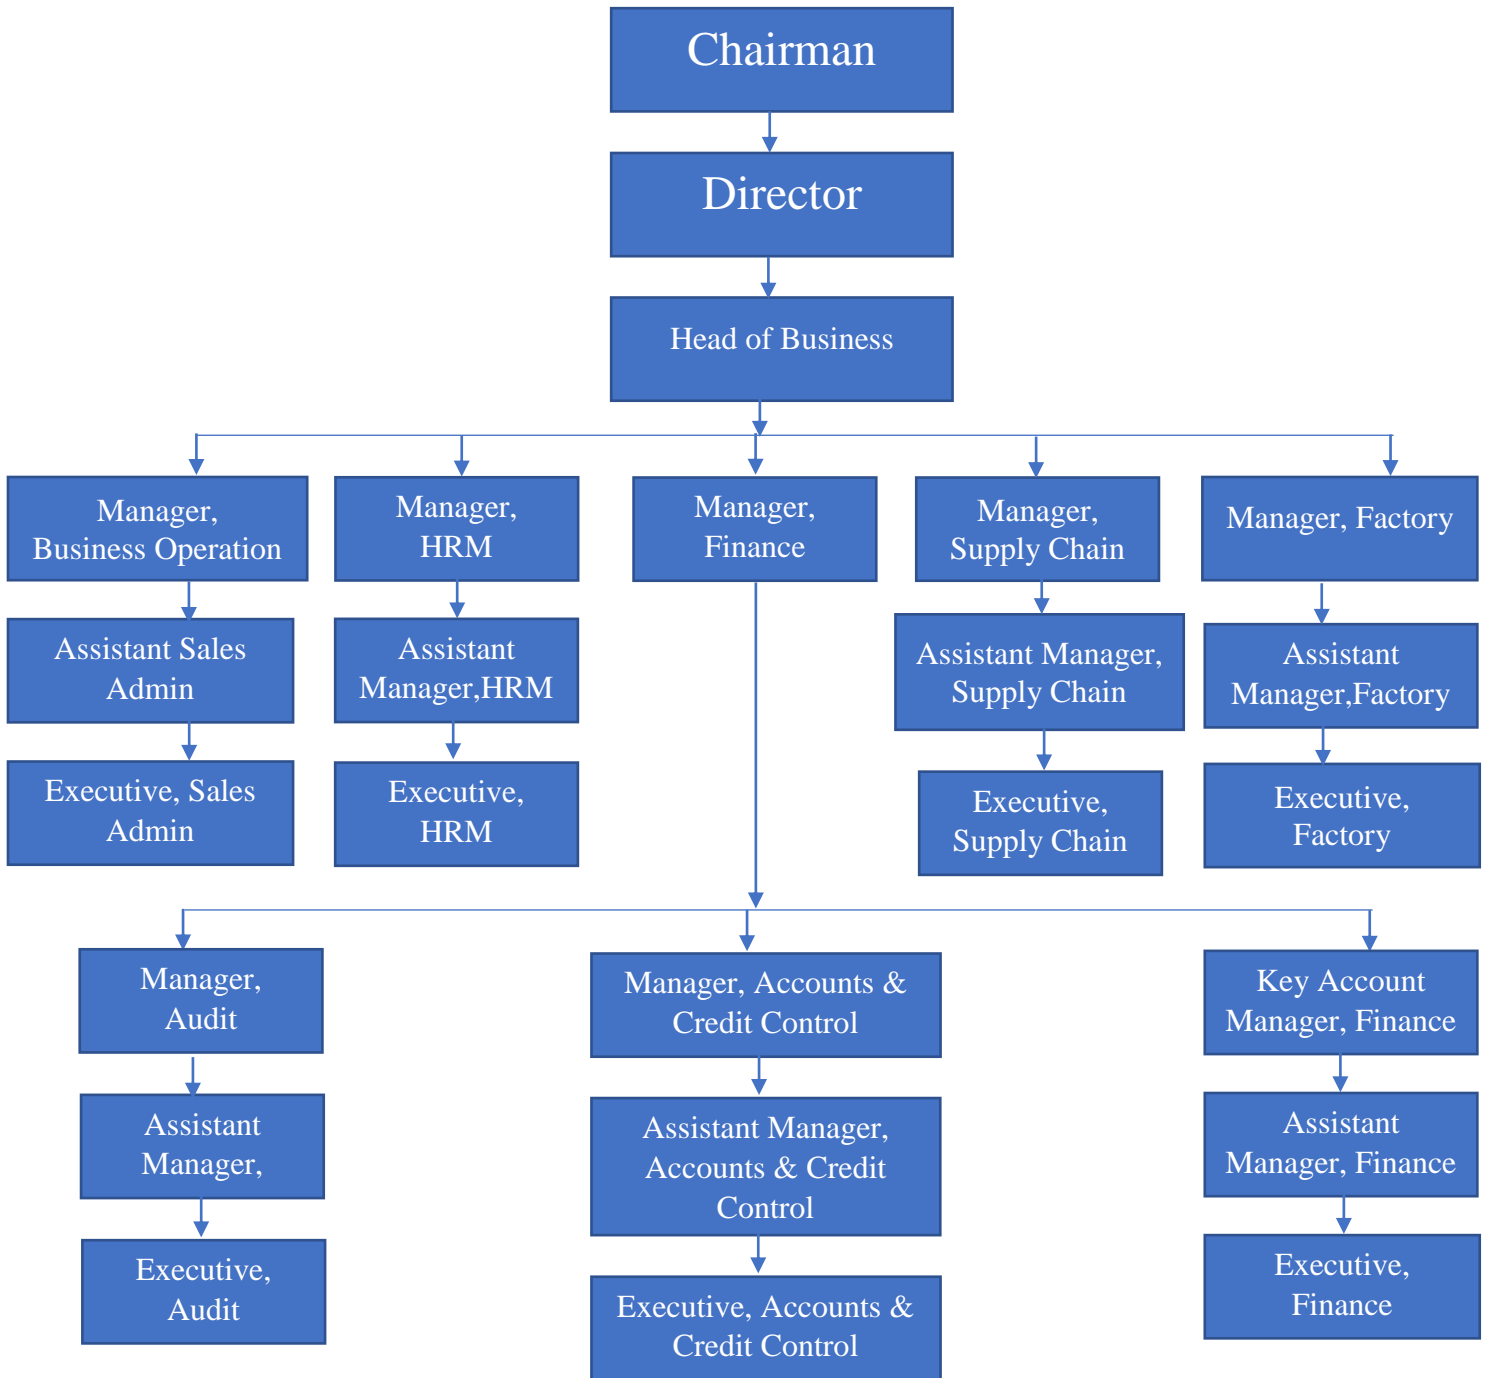 Chairman
Director
Head of Business
Manager,
Business Operation
Manager,
HRM
Manager,
Finance
Manager,
Supply Chain
Manager, Factory
Assistant Sales
Admin
Assistant
Manager,HRM
Assistant Manager,
Supply Chain
Assistant
Manager,Factory
Executive, Sales
Admin
Executive,
HRM
Executive,
Supply Chain
Executive,
Factory
Manager,
Audit
Manager, Accounts &
Credit Control
Key Account
Manager, Finance
Assistant
Manager,
Assistant Manager,
Accounts & Credit
Control
Assistant
Manager, Finance
Executive,
Audit
Executive, Accounts &
Credit Control
Executive,
Finance